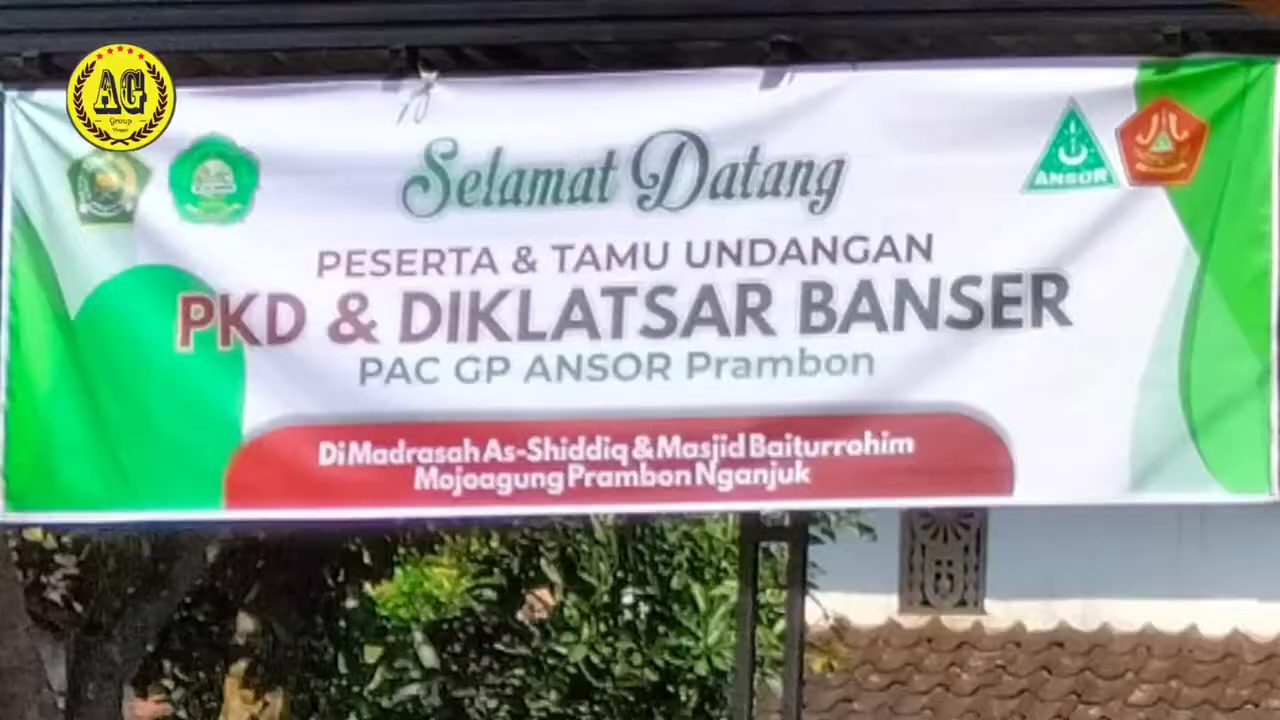 AG
Group
Selamat Datang
ANSOR
PESERTA & TAMU UNDANGAN
PKD & DIKLATSAR BANSER
PAC GP ANSOR Prambon
Di Madrasah As-Shiddiq & Masjid Baiturrohim
Mojoagung Prambon Nganjuk